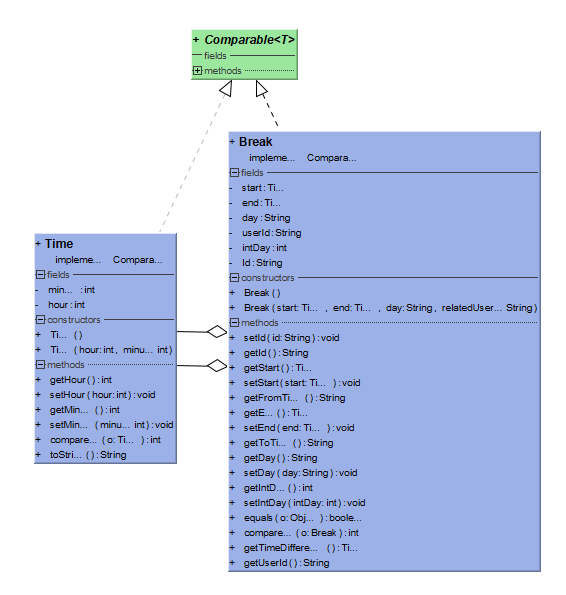 + Comparable<T>
fields
methods
+ Break
impleme... Compara...
fields
- start : Ti...
- end : Ti...
- day : String
- userId : String
- intDay : int
- Id : String
constructors
+ Break ( )
+ Break ( start : Ti... , end : Ti... , day : String , relatedUser... String )
methods
+ setId ( id : String ) : void
+ getId ( ) : String
+ getStart ( ) : Ti...
+ setStart ( start : Ti... ) : void
+ getFromTi... ( ) : String
+ getE... ( ) : Ti...
+ setEnd ( end : Ti... ) : void
+ getToTi... ( ) : String
+ getDay ( ) : String
+ setDay ( day : String ) : void
+ getIntD... ( ) : int
+ setIntDay ( intDay : int ) : void
+ equals ( o : Obj... ) : boole...
+ compare... ( o : Break ) : int
+ getTimeDiffere... ( ) : Ti...
+ getUserId ( ) : String
+ Time
impleme... Compara...
fields
- min... : int
- hour : int
constructors
+ Ti... ( )
+ Ti... ( hour : int , minu... int )
methods
+ getHour ( ) : int
+ setHour ( hour : int ) : void
+ getMin... ( ) : int
+ setMin... ( minu... int ) : void
+ compare... ( o : Ti... ) : int
+ toStri... ( ) : String